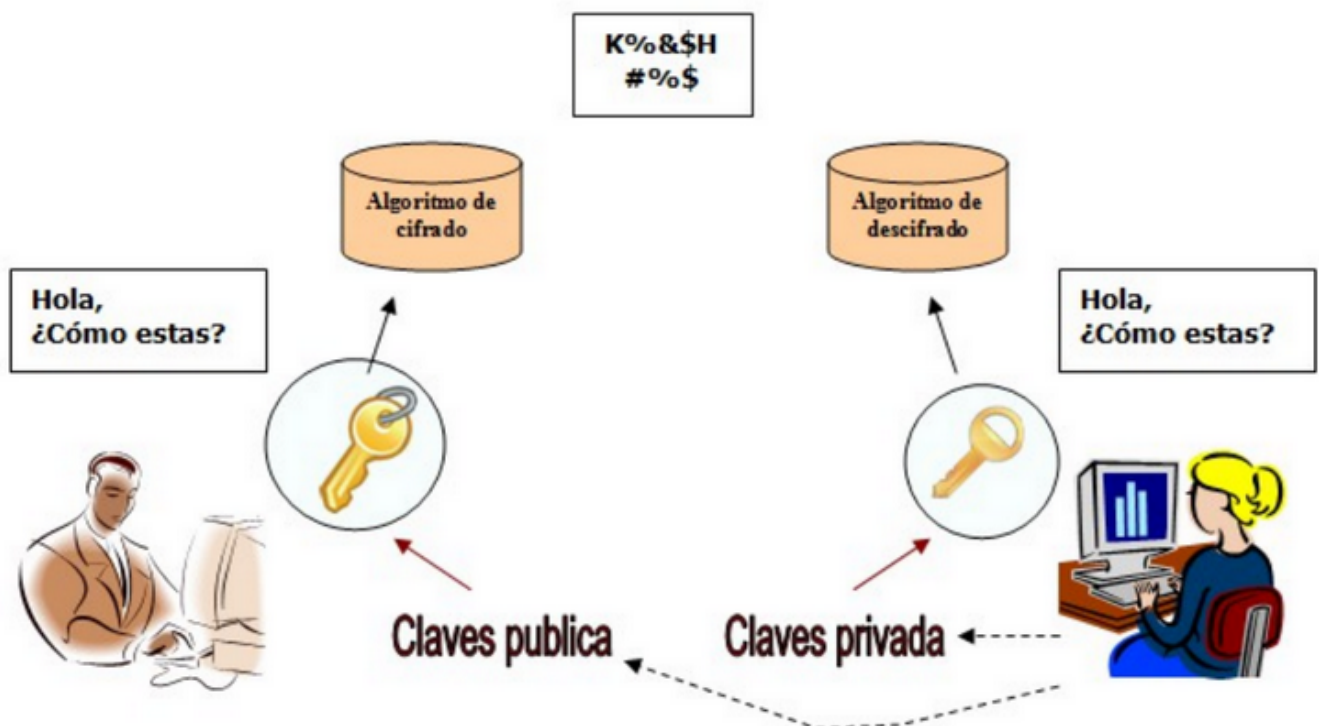 K%&$H
#%$
Algoritmo de
cifrado
Algoritmo de
descifrado
Hola,
¿Cómo estas?
Hola,
¿Cómo estas?
Claves publica
Claves privada